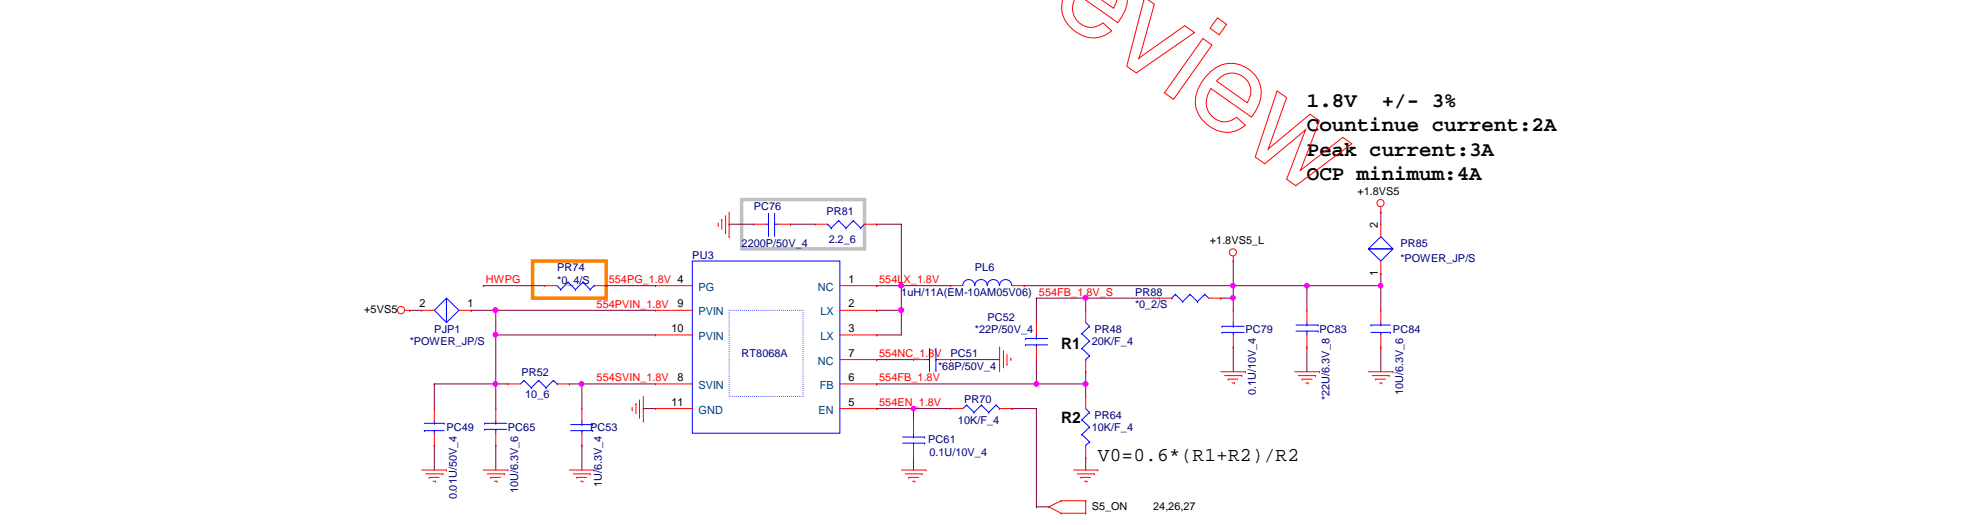 eview
1.8V +/- 3%
Countinue current:2A
Peak current:3A
OCP minimum:4A
+1.8VS5
PC76
PR81
2200P/50V_4
2.2_6
2
PR85
*POWER_JP/S
1
+1.8VS5_L
PU3
PR74
*0_4/S
HWPG
554PG_1.8V
4
PG
NC
1
554LX_1.8V
PL6
1uH/11A(EM-10AM05V06)
554FB_1.8V_S
PR88
*0_2/S
+5VS5
2
1
PJP1
*POWER_JP/S
554PVIN_1.8V
9
PVIN
LX
2
10
PVIN
LX
3
RT8068A
PC52
*22P/50V_4
R1
PR48
20K/F_4
PC79
0.1U/10V_4
PC83
*22U/6.3V_8
PC84
10U/6.3V_6
NC
7
554NC_1.8V
PC51
*68P/50V_4
PR52
10_6
554SVIN_1.8V
8
SVIN
FB
6
554FB_1.8V
11
GND
EN
5
554EN_1.8V
PR70
10K/F_4
R2
PR64
10K/F_4
PC49
0.01U/50V_4
PC65
10U/6.3V_6
PC53
1U/6.3V_4
PC61
0.1U/10V_4
V0=0.6*(R1+R2)/R2
S5_ON 24,26,27